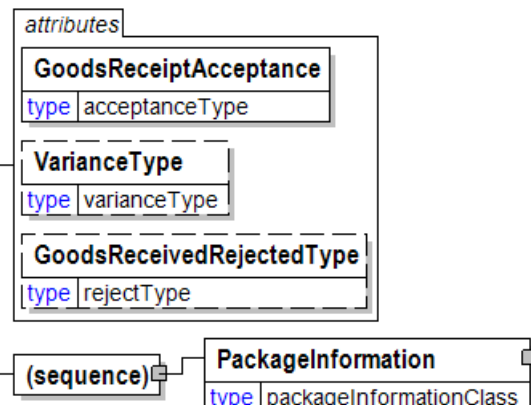 attributes
GoodsReceiptAcceptance
type acceptanceType
VarianceType
type varianceType
GoodsReceivedRejectedType
type rejectType
(sequence)
PackageInformation
type packageInformationClass